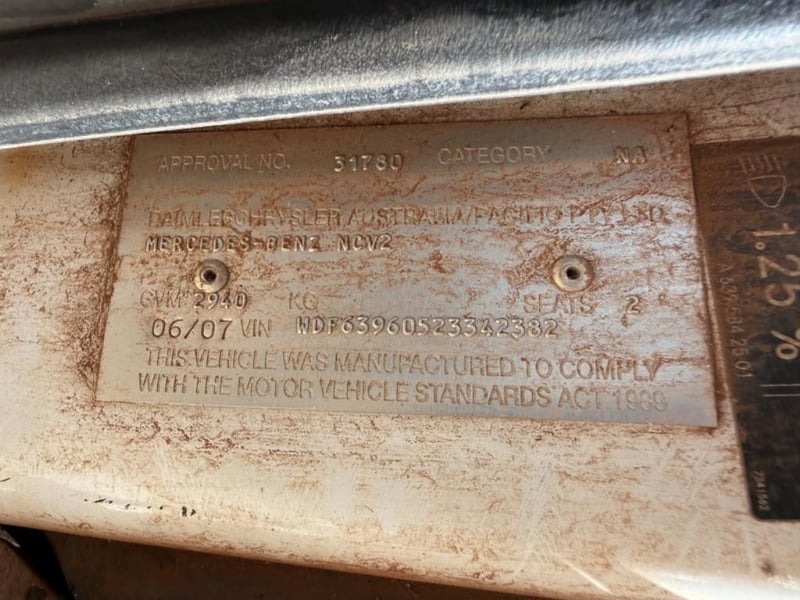 APPROVAL NO. 31780 CATEGORY NA
DAIMLERCHRYSLER AUSTRALIA/PACIFIC PTY LTD.
MERCEDES-BENZ NCV2
GVM 2940 KG SEATS 2
06/07 VIN WDF63960523342382
THIS VEHICLE WAS MANUFACTURED TO COMPLY
WITH THE MOTOR VEHICLE STANDARDS ACT 1989
1.25 %